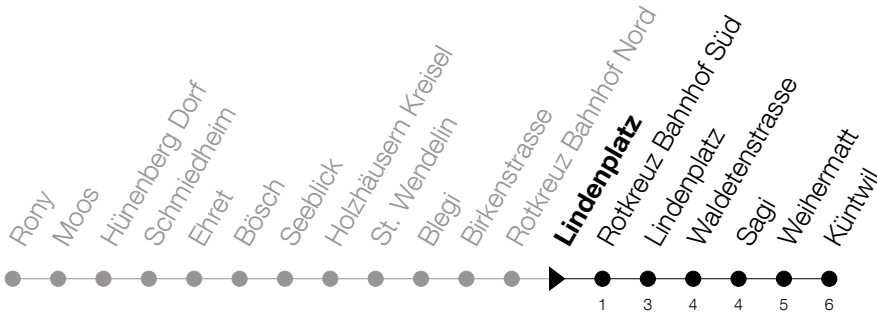 Rony
Moos
Hünenberg Dorf
Schmiedheim
Ehret
Bösch
Seeblick
Holzhäusern Kreisel
St. Wendelin
Blegi
Birkenstrasse
Rotkreuz Bahnhof Nord
Lindenplatz
Rotkreuz Bahnhof Süd
Lindenplatz
Waldetenstrasse
Sagi
Weihermatt
Küntwil
1 3 4 4 5 6